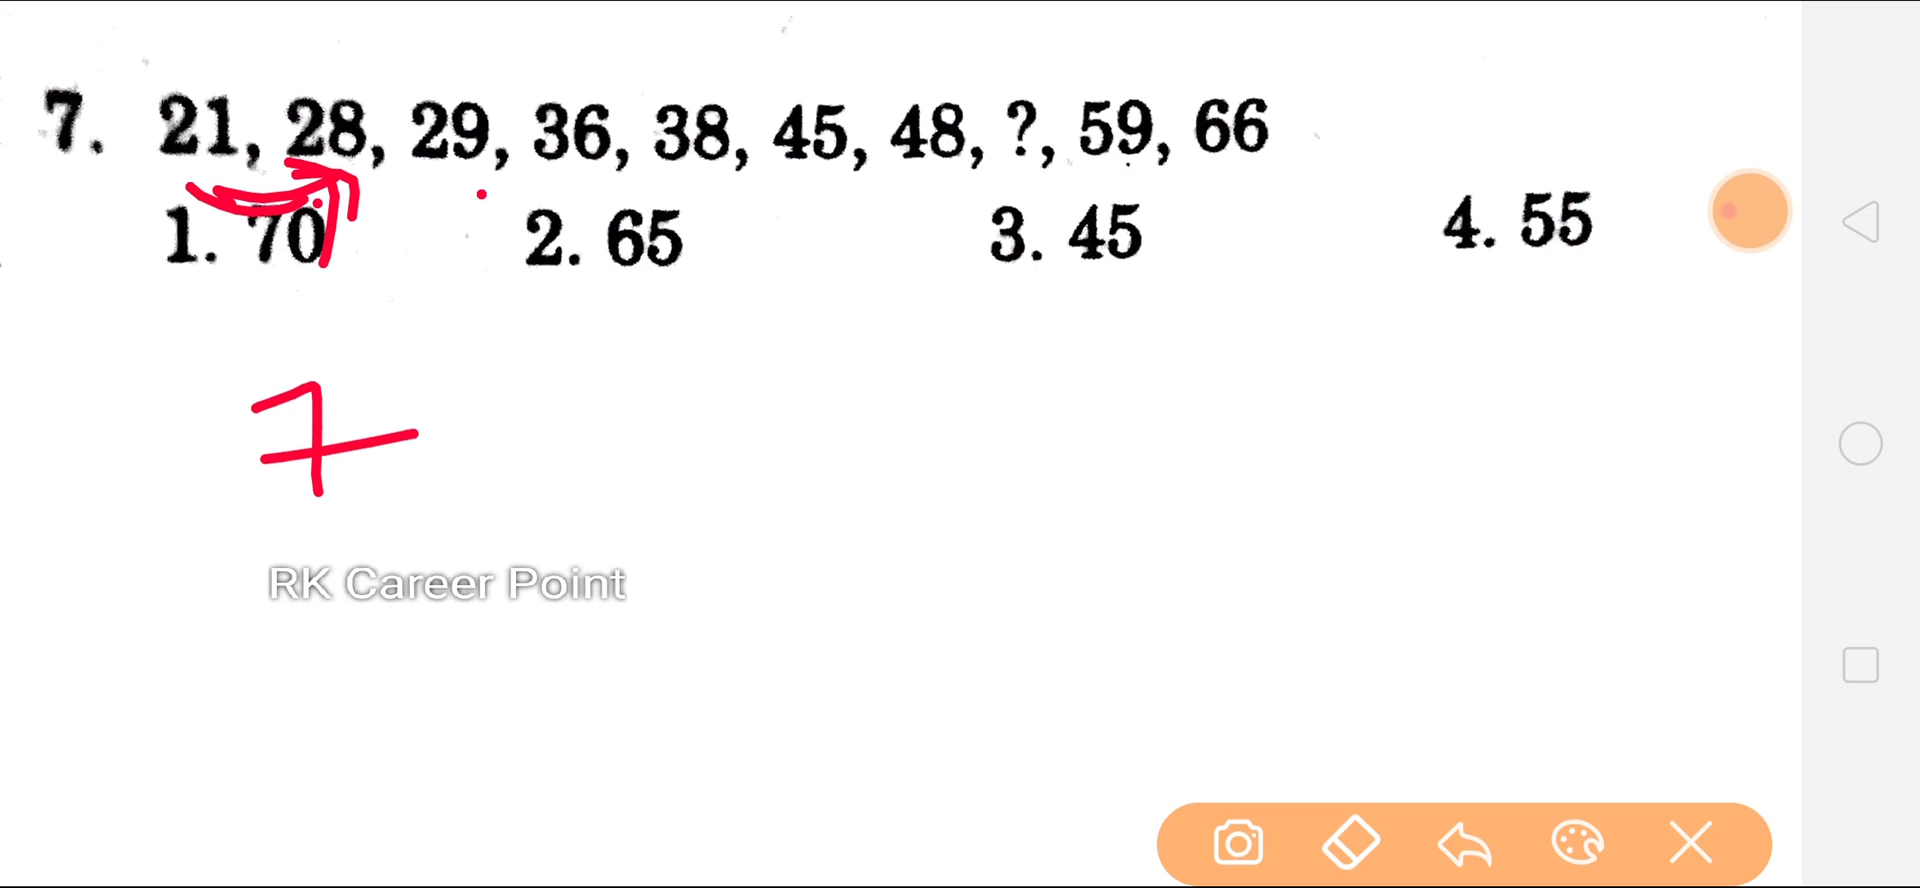 7. 21, 28, 29, 36, 38, 45, 48, ?, 59, 66
1. 70 2. 65 3. 45 4. 55
7
RK Career Point